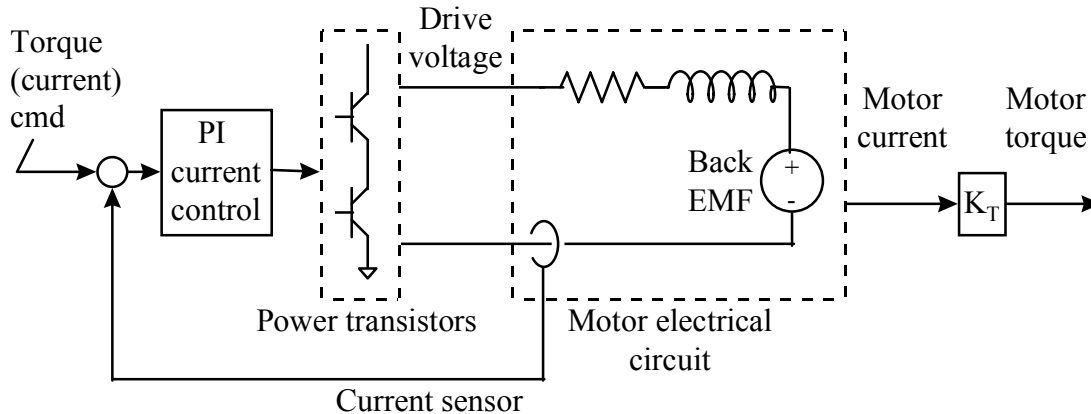 Torque
(current)
cmd
PI
current
control
Drive
voltage
Back
EMF
+
-
Motor
current
Motor
torque
K_T
Power transistors
Motor electrical
circuit
Current sensor